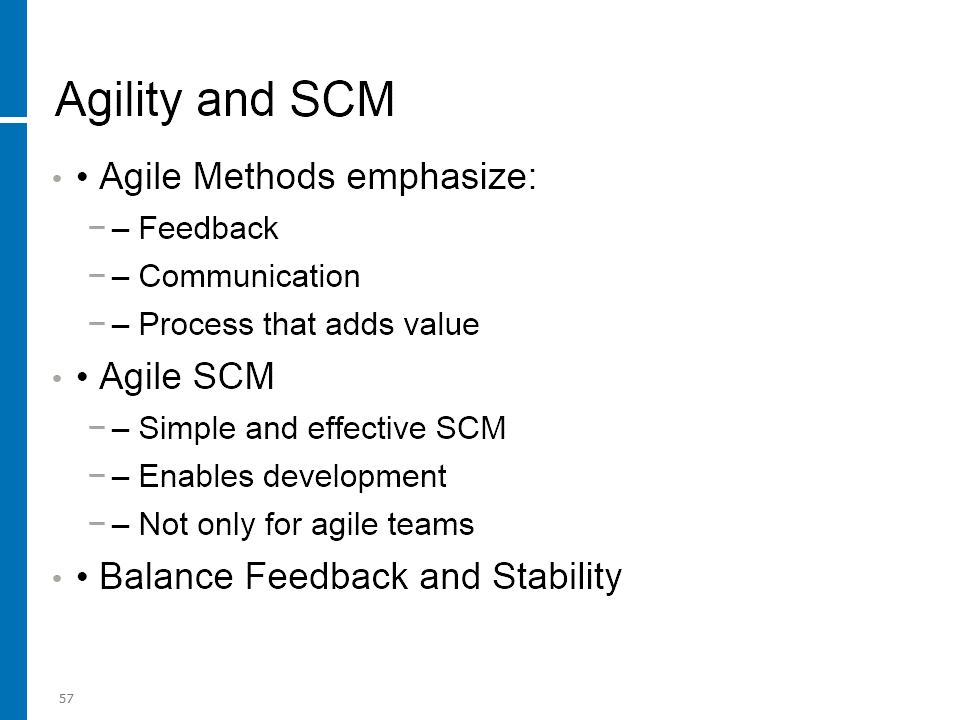 Agility and SCM
• • Agile Methods emphasize:
– – Feedback
– – Communication
– – Process that adds value
• • Agile SCM
– – Simple and effective SCM
– – Enables development
– – Not only for agile teams
• • Balance Feedback and Stability
57